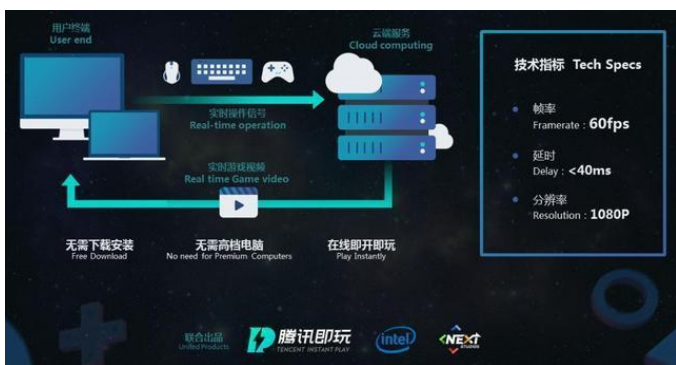 用户终端
User end
云端服务
Cloud computing
实时操作信号
Real-time operation
实时游戏视频
Real time Game video
无需下载安装
Free Download
无需高档电脑
No need for Premium Computers
在线即开即玩
Play Instantly
技术指标 Tech Specs
帧率
Framerate : 60fps
延时
Delay : <40ms
分辨率
Resolution : 1080P
联合出品
United Products
腾讯即玩
TENCENT INSTANT PLAY
intel
NEXT
STUDIOS